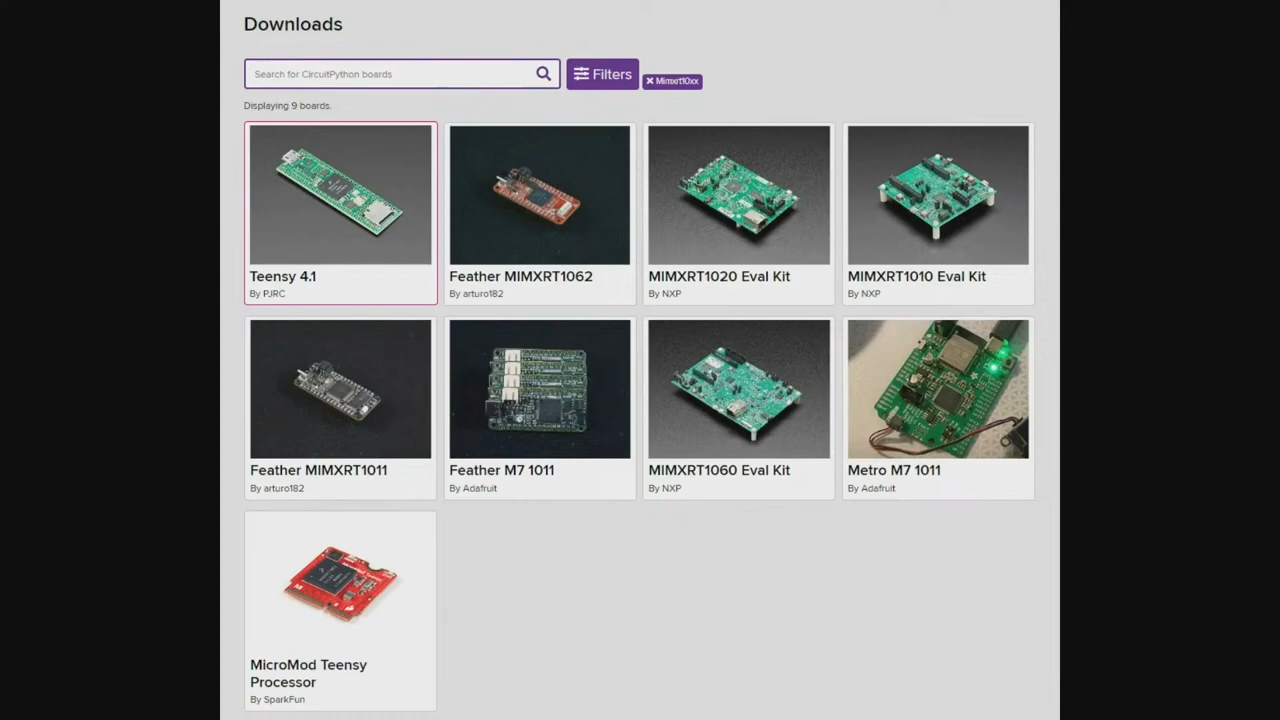 Downloads
Search for CircuitPython boards
Filters
Mimxrt10xx
Displaying 9 boards.
Teensy 4.1
By PJRC
Feather MIMXRT1062
By arturo182
MIMXRT1020 Eval Kit
By NXP
MIMXRT1010 Eval Kit
By NXP
Feather MIMXRT1011
By arturo182
Feather M7 1011
By Adafruit
MIMXRT1060 Eval Kit
By NXP
Metro M7 1011
By Adafruit
MicroMod Teensy
Processor
By SparkFun